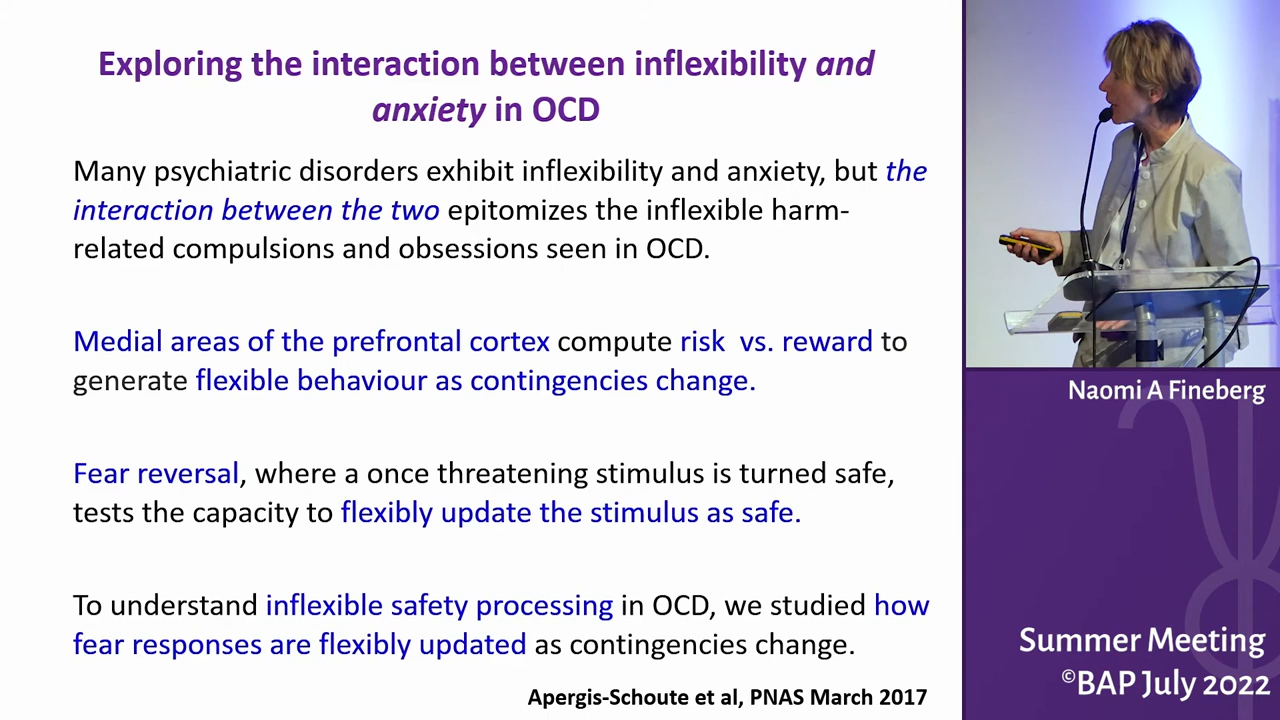 Exploring the interaction between inflexibility and
anxiety in OCD
Many psychiatric disorders exhibit inflexibility and anxiety, but the
interaction between the two epitomizes the inflexible harm-
related compulsions and obsessions seen in OCD.
Medial areas of the prefrontal cortex compute risk vs. reward to
generate flexible behaviour as contingencies change.
Fear reversal, where a once threatening stimulus is turned safe,
tests the capacity to flexibly update the stimulus as safe.
To understand inflexible safety processing in OCD, we studied how
fear responses are flexibly updated as contingencies change.
Apergis-Schoute et al, PNAS March 2017
Naomi A Fineberg
Summer Meeting
©BAP July 2022